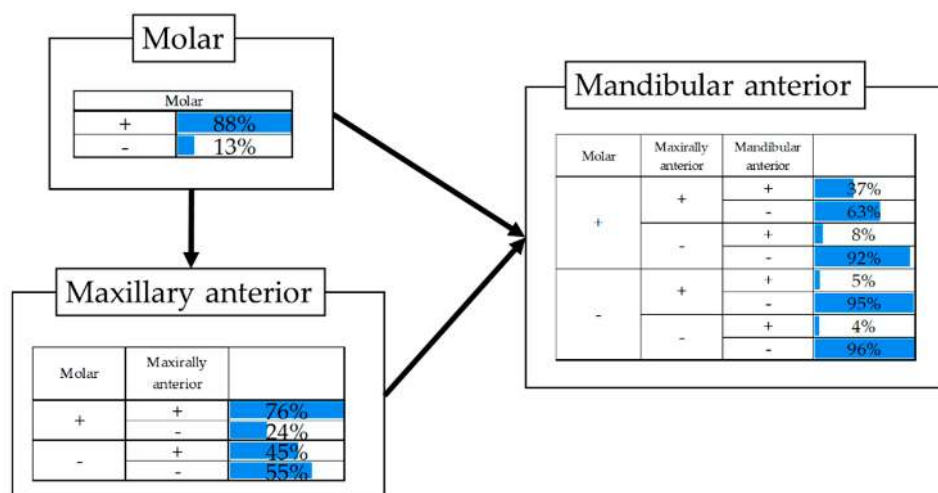 Molar
Molar
+ 88%
- 13%
Maxillary anterior
Molar Maxirally anterior
+ + 76%
- 24%
- + 45%
- 55%
Mandibular anterior
Molar Maxirally anterior Mandibular anterior
+ + + 37%
- 63%
- + 8%
- 92%
- + + 5%
- 95%
- + 4%
- 96%